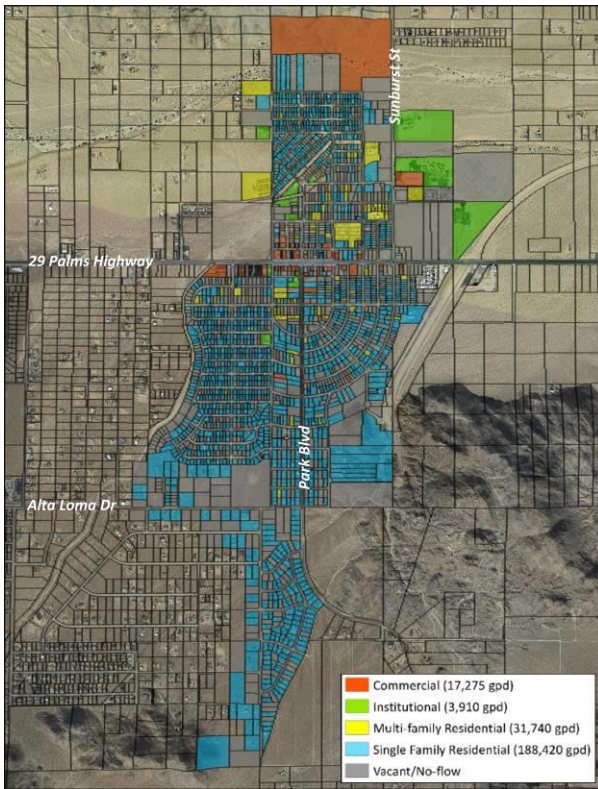 Sunburst St
29 Palms Highway
Park Blvd
Alta Loma Dr
Commercial (17,275 gpd)
Institutional (3,910 gpd)
Multi-family Residential (31,740 gpd)
Single Family Residential (188,420 gpd)
Vacant/No-flow